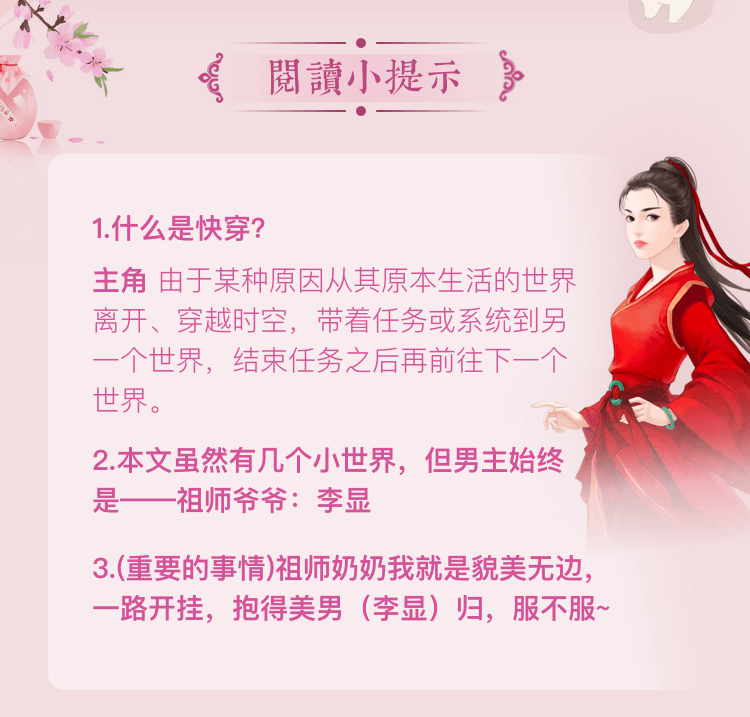 閱讀小提示
1.什么是快穿?
主角 由于某种原因从其原本生活的世界
离开、穿越时空，带着任务或系统到另
一个世界，结束任务之后再前往下一个
世界。
2.本文虽然有几个小世界，但男主始终
是——祖师爷爷：李显
3.(重要的事情)祖师奶奶我就是貌美无边，
一路开挂，抱得美男（李显）归，服不服~